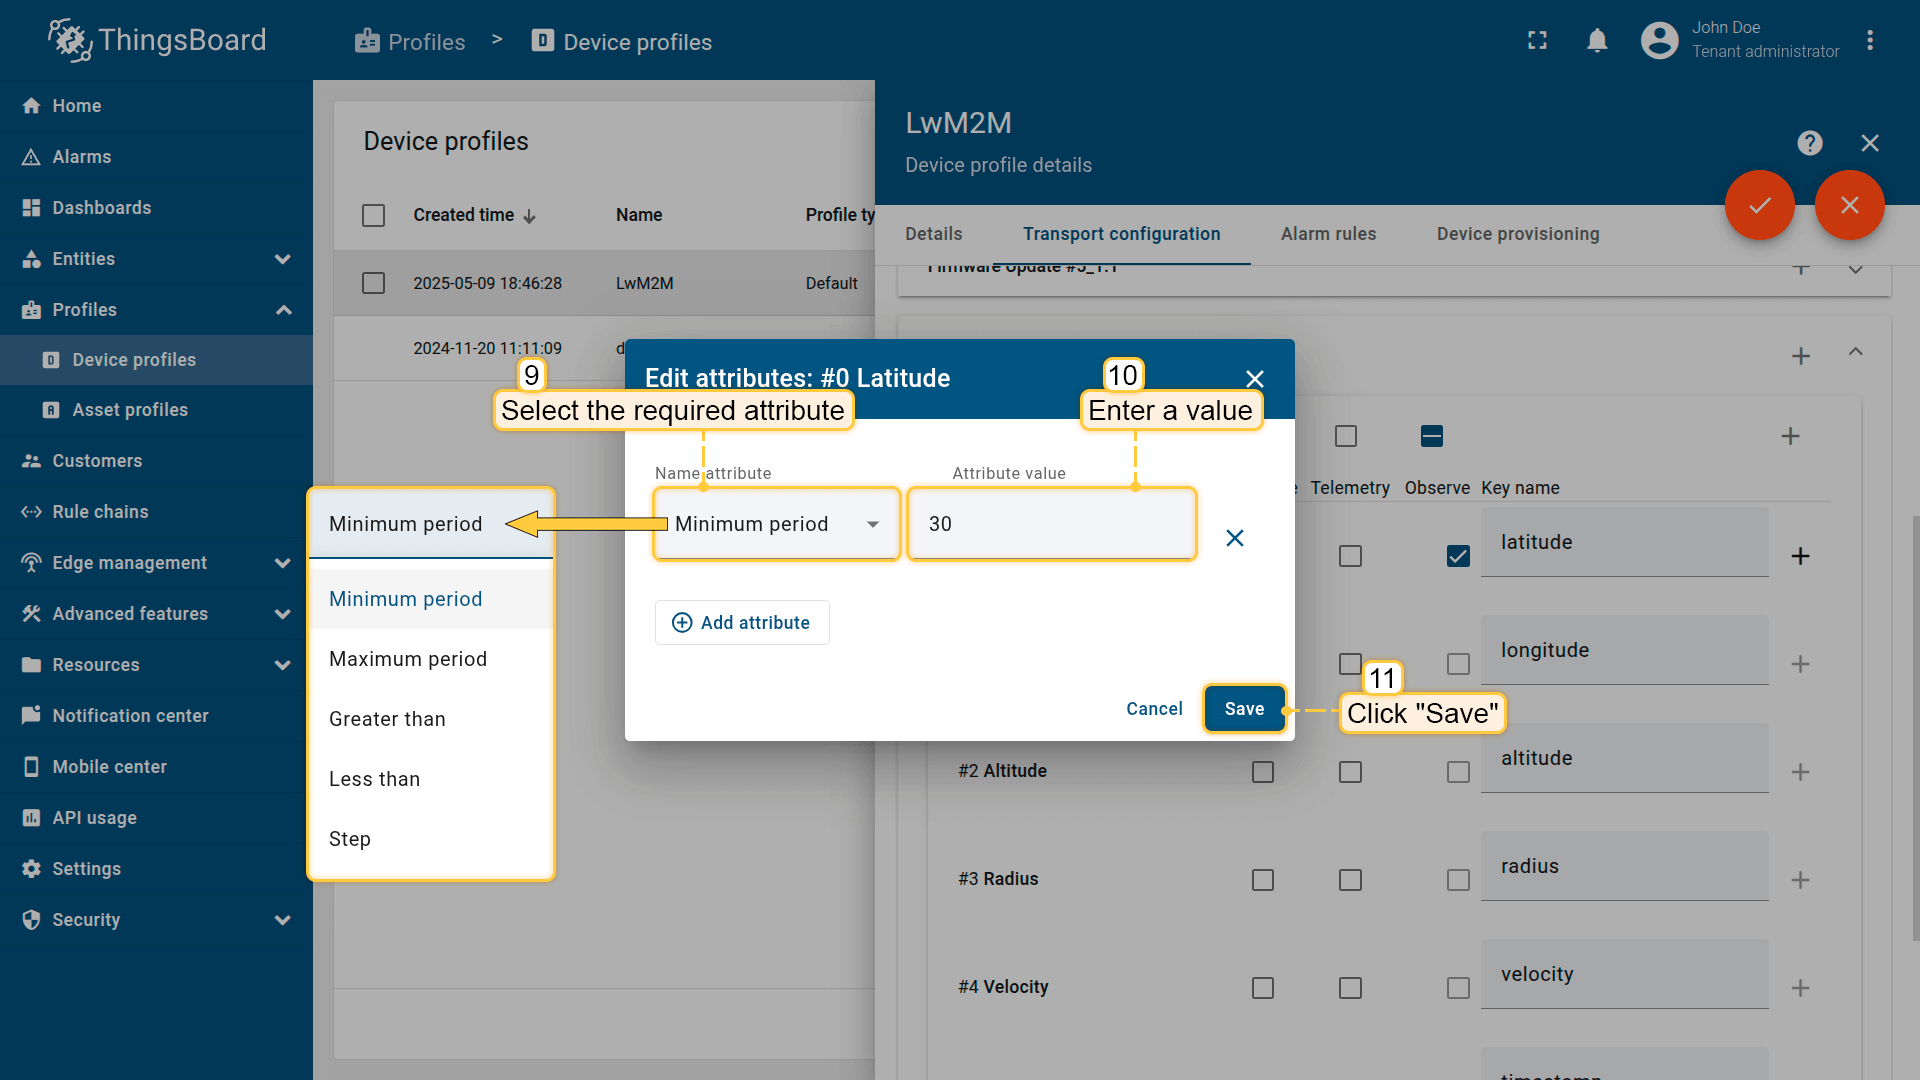 ThingsBoard
Profiles > Device profiles
John Doe
Tenant administrator
Home
Alarms
Dashboards
Entities
Profiles
Device profiles
Asset profiles
Customers
Rule chains
Edge management
Advanced features
Resources
Notification center
Mobile center
API usage
Settings
Security
Device profiles
Created time Name Profile ty
2025-05-09 18:46:28 LwM2M Default
2024-11-20 11:11:09 d
LwM2M
Device profile details
Details Transport configuration Alarm rules Device provisioning
Firmware Update #5_1.1
Edit attributes: #0 Latitude
9
Select the required attribute
10
Enter a value
Name attribute Attribute value
Minimum period 30
Add attribute
Cancel Save
11
Click "Save"
Minimum period
Minimum period
Maximum period
Greater than
Less than
Step
Telemetry Observe Key name
latitude
longitude
#2 Altitude altitude
#3 Radius radius
#4 Velocity velocity
timestamp